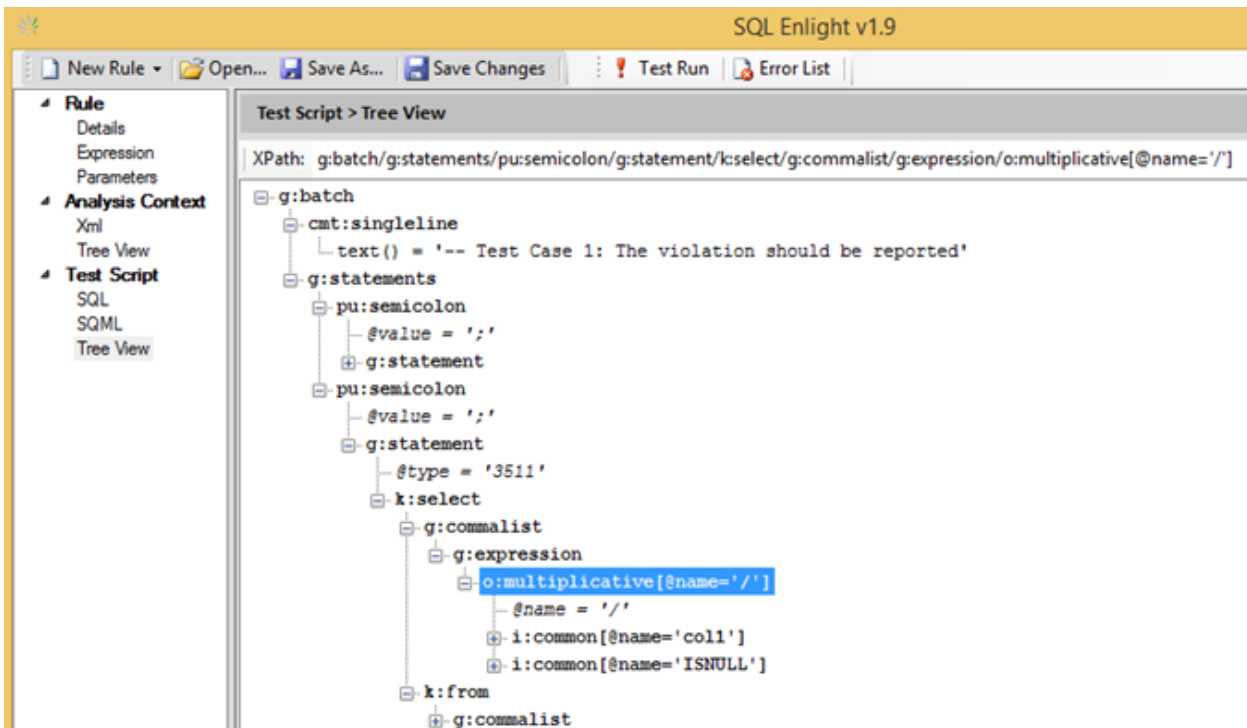 SQL Enlight v1.9
New Rule Open... Save As... Save Changes Test Run Error List
Rule
Details
Expression
Parameters
Analysis Context
Xml
Tree View
Test Script
SQL
SQML
Tree View
Test Script > Tree View
XPath: g:batch/g:statements/pu:semicolon/g:statement/k:select/g:commalist/g:expression/o:multiplicative[@name='/']
g:batch
cmt:singleline
text() = '-- Test Case 1: The violation should be reported'
g:statements
pu:semicolon
@value = ';'
g:statement
pu:semicolon
@value = ';'
g:statement
@type = '3511'
k:select
g:commalist
g:expression
o:multiplicative[@name='/']
@name = '/'
i:common[@name='col1']
i:common[@name='ISNULL']
k:from
g:commalist